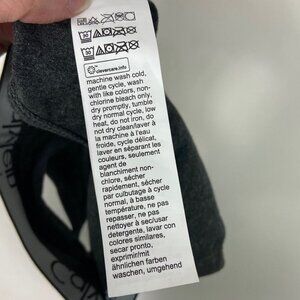 30
30
clevercare.info
machine wash cold,
gentle cycle, wash
with like colors, non-
chlorine bleach only,
dry promptly, tumble
dry normal cycle, low
heat, do not iron, do
not dry clean/laver à
la machine à l'eau
froide, cycle délicat,
laver en séparant les
couleurs, seulement
agent de
blanchiment non-
chlore, sécher
rapidement, sécher
par culbutage à cycle
normal, à basse
température, ne pas
repasser, ne pas
nettoyer à sec/usar
detergente, lavar con
colores similares,
secar pronto,
exprimir/mit
ähnlichen farben
waschen, umgehend